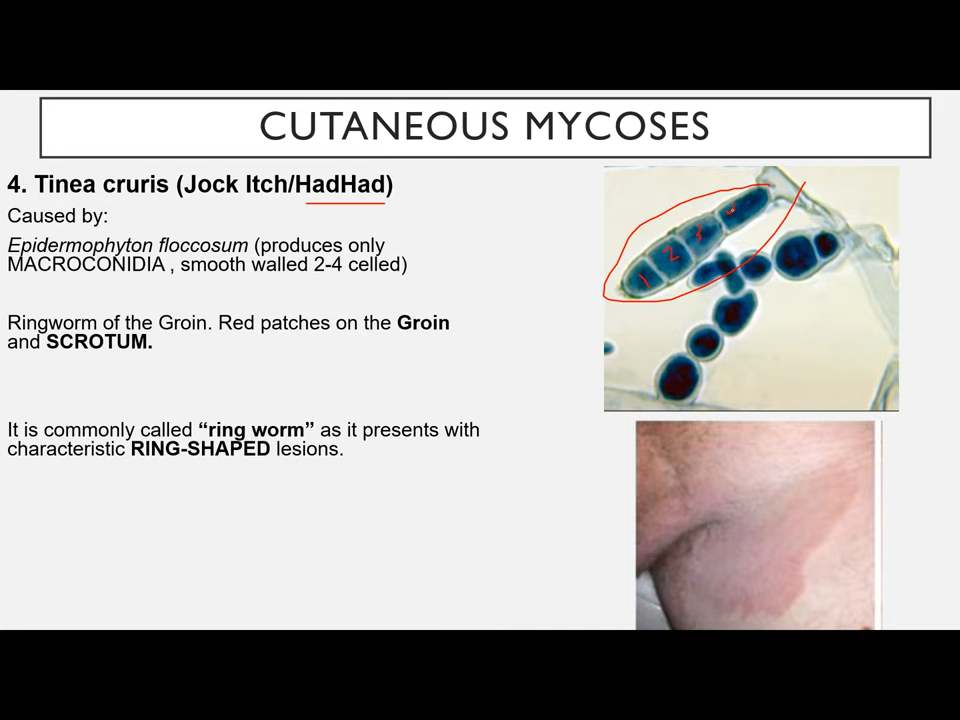 CUTANEOUS MYCOSES
4. Tinea cruris (Jock Itch/HadHad)
Caused by:
Epidermophyton floccosum (produces only
MACROCONIDIA , smooth walled 2-4 celled)
Ringworm of the Groin. Red patches on the Groin
and SCROTUM.
It is commonly called “ring worm” as it presents with
characteristic RING-SHAPED lesions.
1 2 3